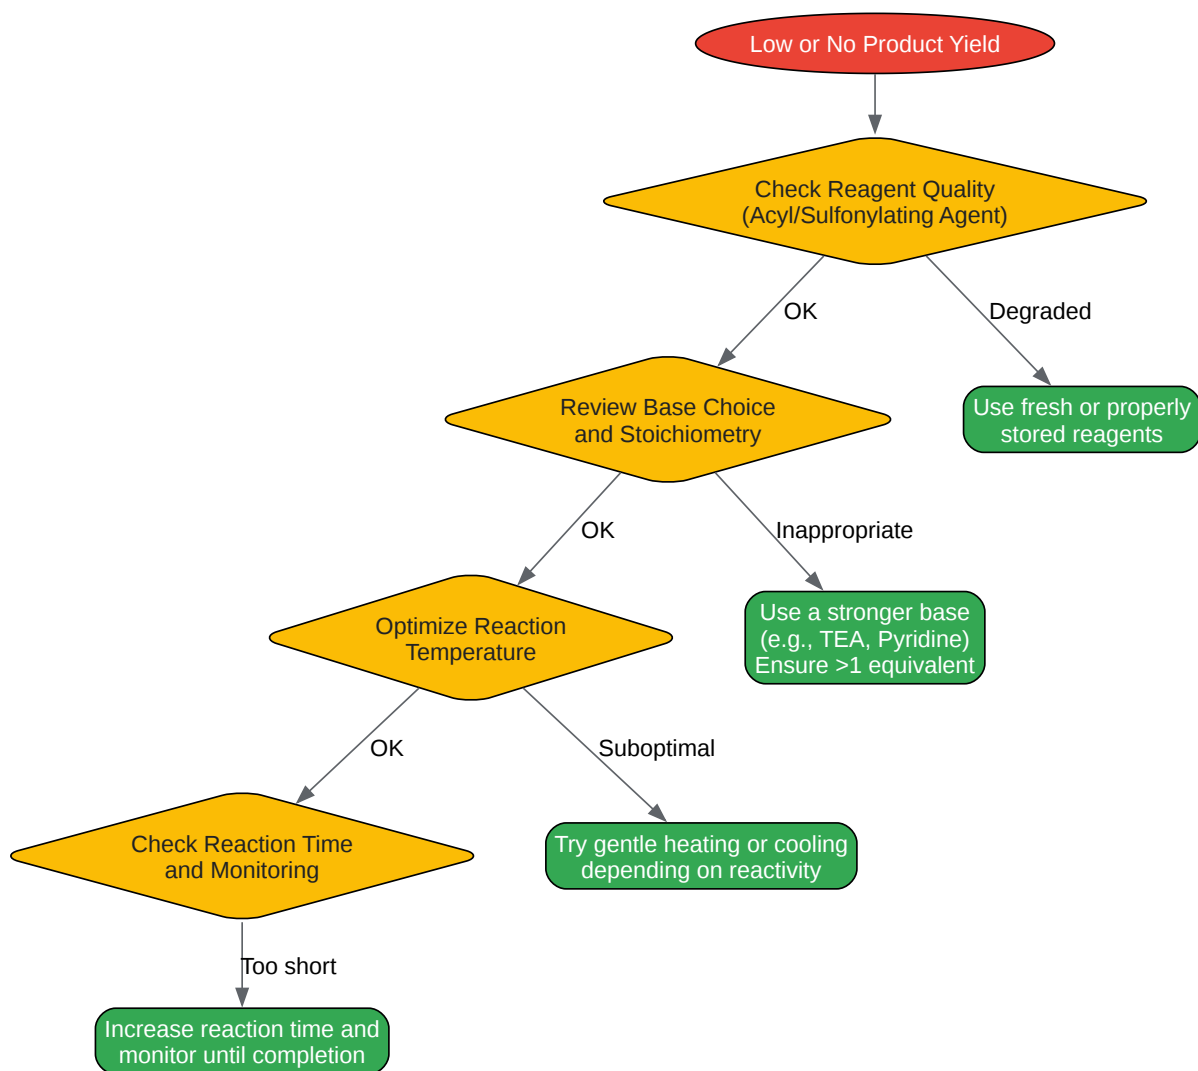 Low or No Product Yield
Check Reagent Quality
(Acyl/Sulfonylating Agent)
OK
Degraded
Review Base Choice
and Stoichiometry
Use fresh or properly
stored reagents
OK
Inappropriate
Optimize Reaction
Temperature
Use a stronger base
(e.g., TEA, Pyridine)
Ensure >1 equivalent
OK
Suboptimal
Check Reaction Time
and Monitoring
Try gentle heating or cooling
depending on reactivity
Too short
Increase reaction time and
monitor until completion